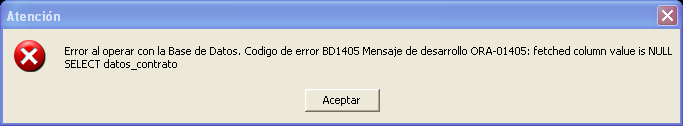 Atención
Error al operar con la Base de Datos. Codigo de error BD1405 Mensaje de desarrollo ORA-01405: fetched column value is NULL
SELECT datos_contrato
Aceptar